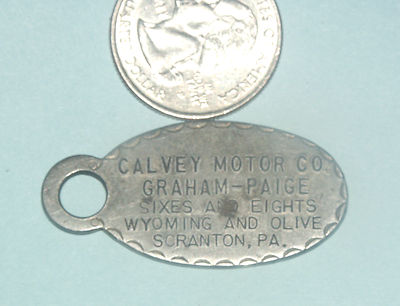 CALVEY MOTOR CO.
GRAHAM-PAIGE
SIXES AND EIGHTS
WYOMING AND OLIVE
SCRANTON, PA.